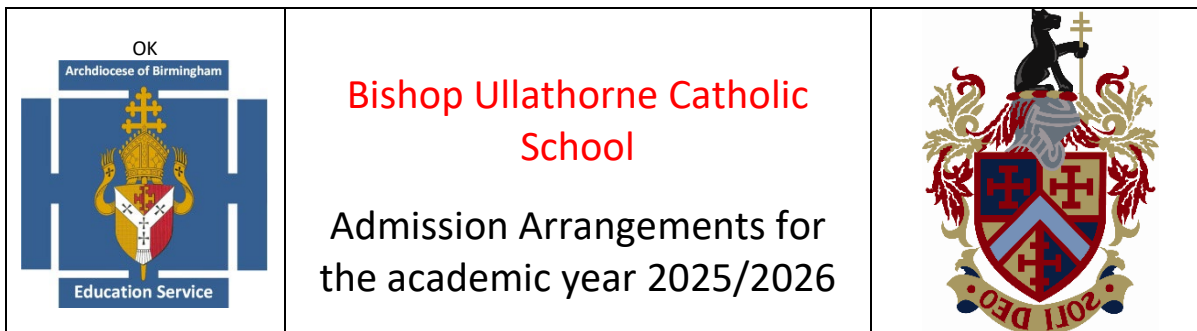 OK
Archdiocese of Birmingham
Education Service
Bishop Ullathorne Catholic
School
Admission Arrangements for
the academic year 2025/2026
SOLI DEO